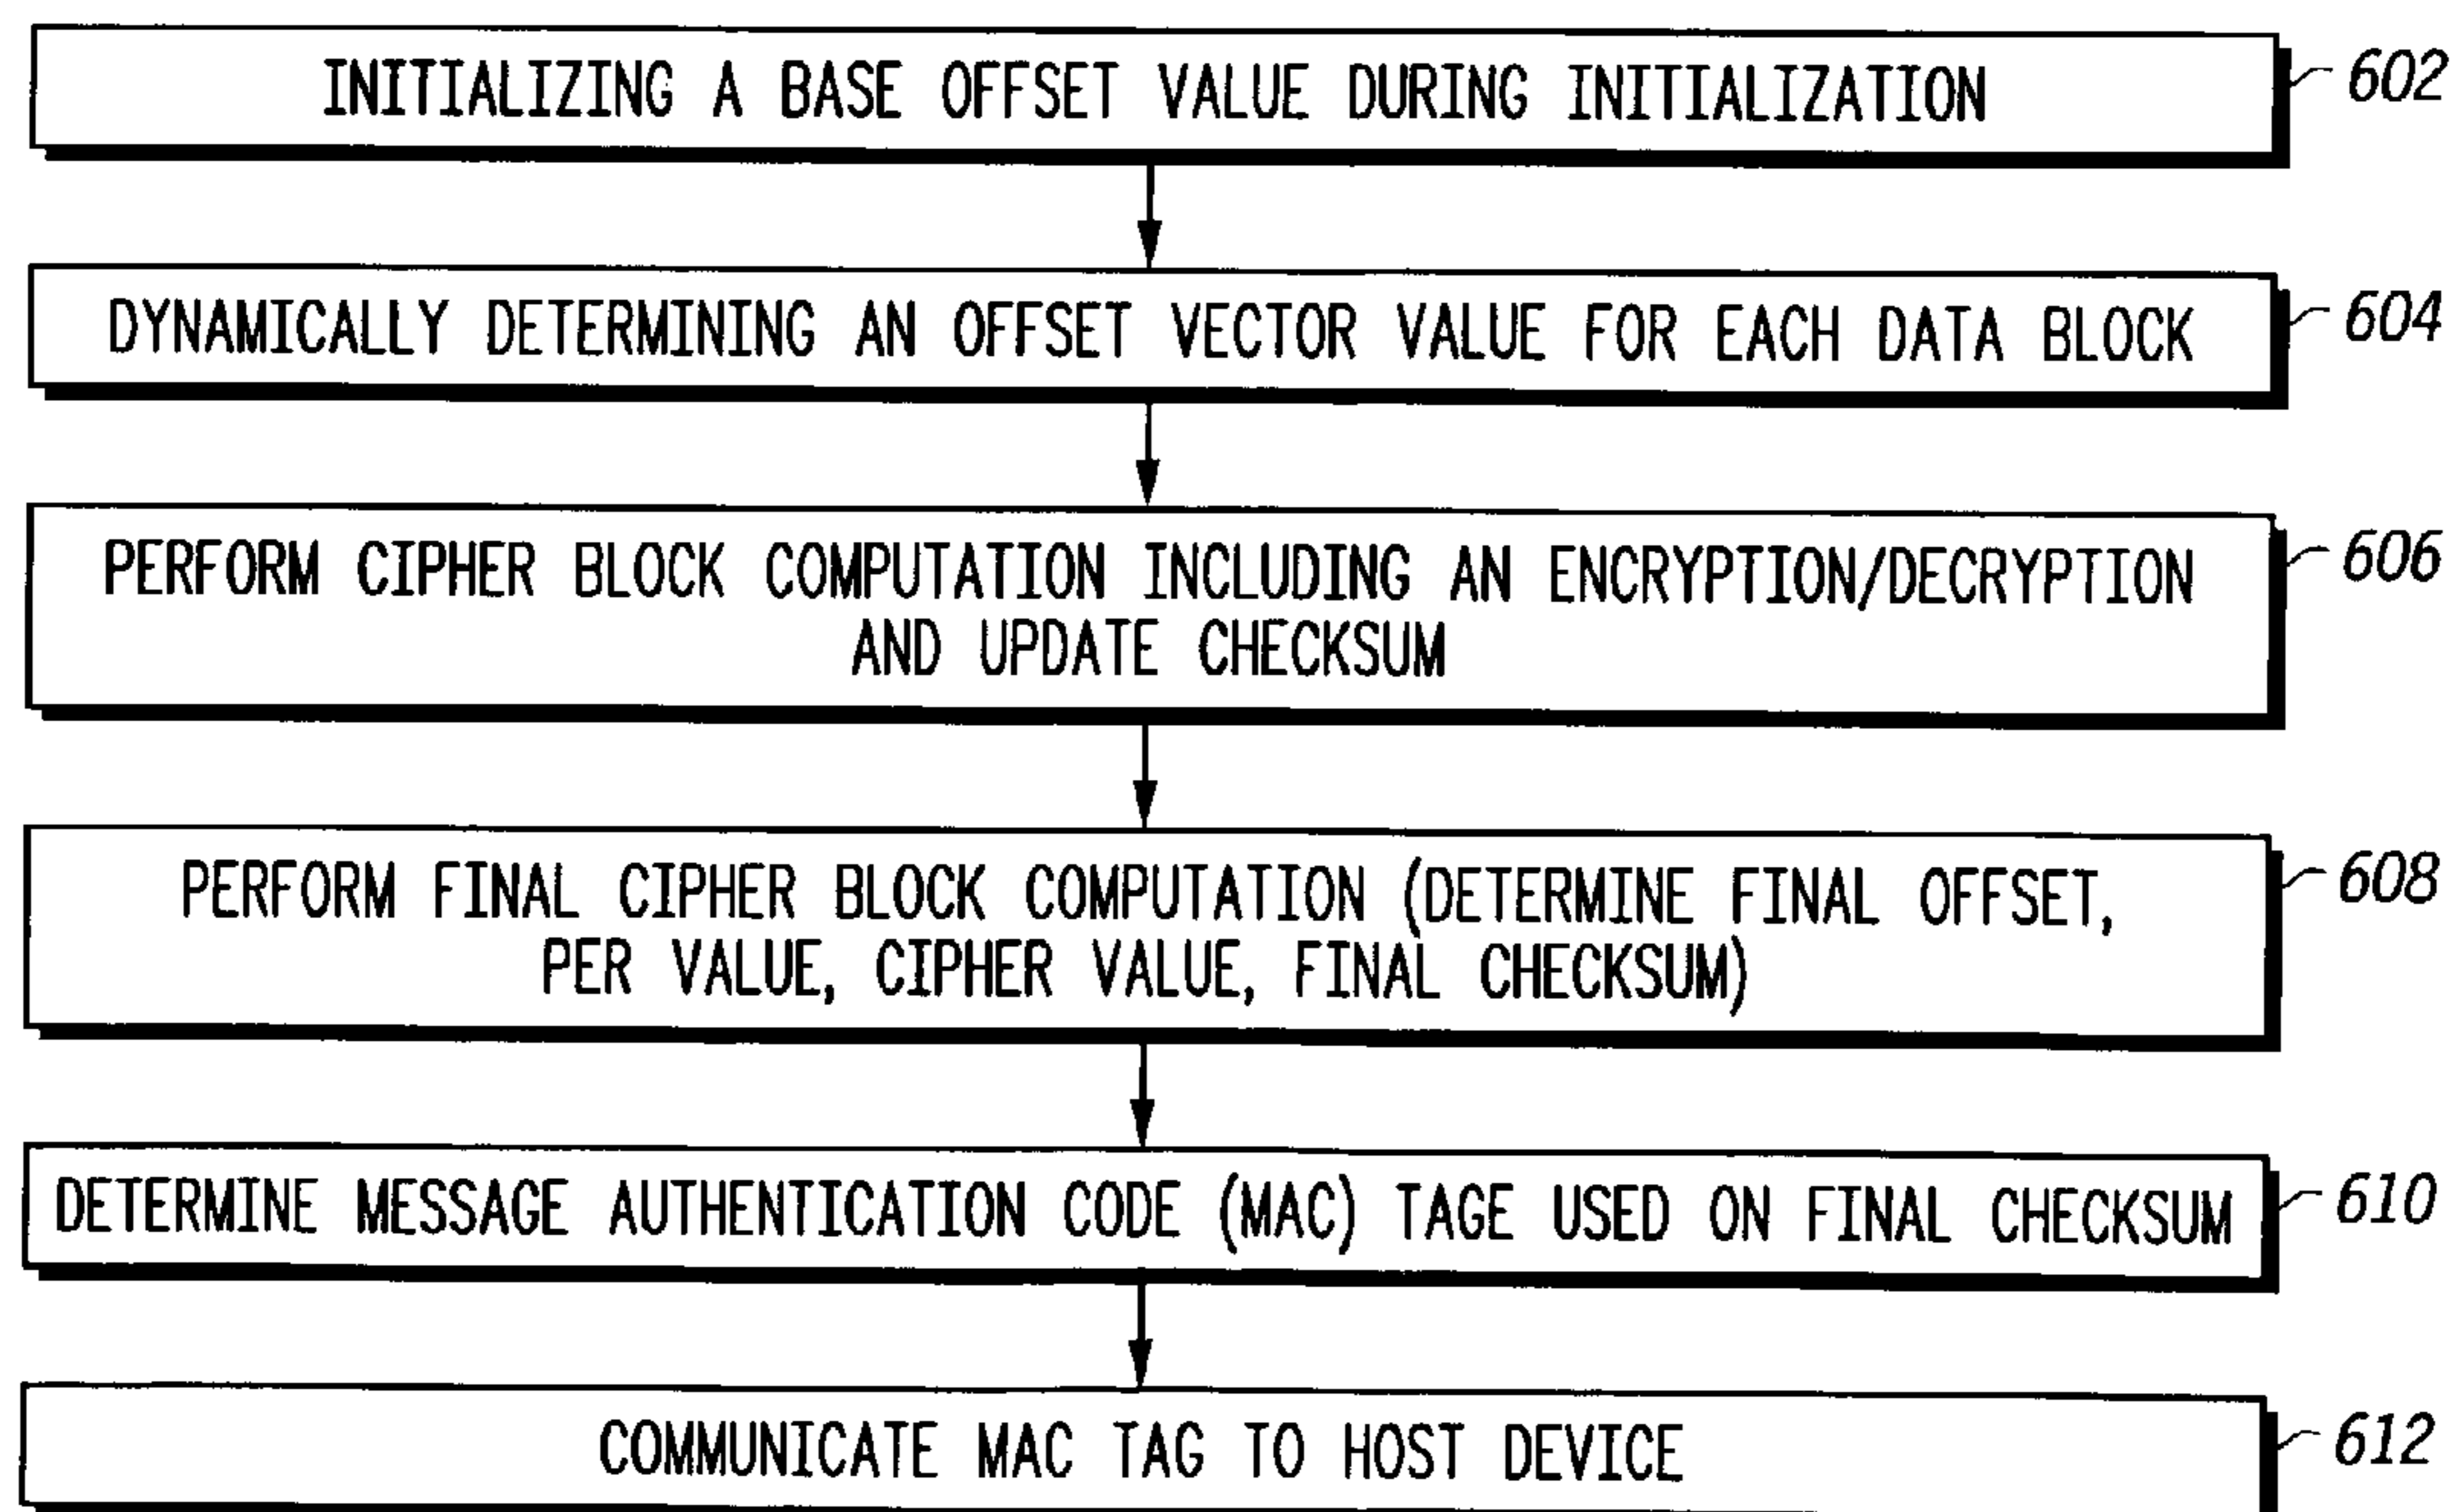 INITIALIZING A BASE OFFSET VALUE DURING INITIALIZATION
602
DYNAMICALLY DETERMINING AN OFFSET VECTOR VALUE FOR EACH DATA BLOCK
604
PERFORM CIPHER BLOCK COMPUTATION INCLUDING AN ENCRYPTION/DECRYPTION
AND UPDATE CHECKSUM
606
PERFORM FINAL CIPHER BLOCK COMPUTATION (DETERMINE FINAL OFFSET,
PER VALUE, CIPHER VALUE, FINAL CHECKSUM)
608
DETERMINE MESSAGE AUTHENTICATION CODE (MAC) TAGE USED ON FINAL CHECKSUM
610
COMMUNICATE MAC TAG TO HOST DEVICE
612